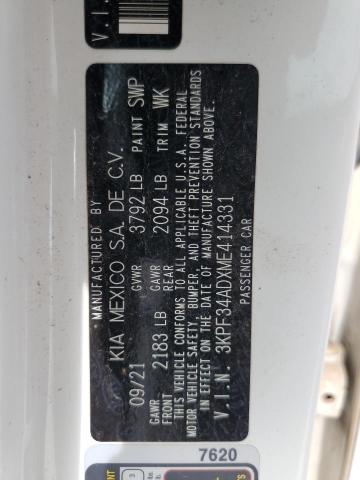 MANUFACTURED BY
KIA MEXICO S.A. DE C.V.
09/21 GVWR 3792 LB PAINT SWP
GAWR FRONT 2183 LB GAWR REAR 2094 LB TRIM WK
THIS VEHICLE CONFORMS TO ALL APPLICABLE U.S.A. FEDERAL
MOTOR VEHICLE SAFETY, BUMPER, AND THEFT PREVENTION STANDARDS
IN EFFECT ON THE DATE OF MANUFACTURE SHOWN ABOVE.
V.I.N. 3KPF34ADXME414331
PASSENGER CAR
7620
V.I.